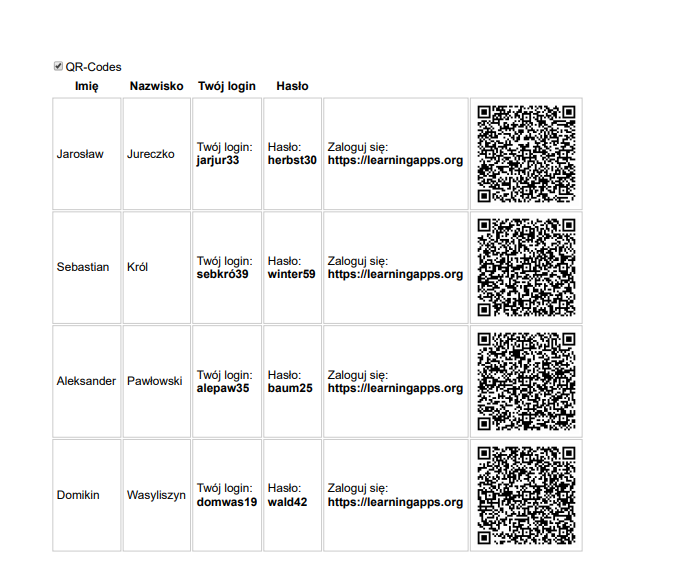 QR-Codes
Imię Nazwisko Twój login Hasło
Jarosław Jureczko Twój login: Hasło: Zaloguj się:
jarjur33 herbst30 https://learningapps.org
Sebastian Król Twój login: Hasło: Zaloguj się:
sebkró39 winter59 https://learningapps.org
Aleksander Pawłowski Twój login: Hasło: Zaloguj się:
alepaw35 baum25 https://learningapps.org
Domikin Wasyliszyn Twój login: Hasło: Zaloguj się:
domwas19 wald42 https://learningapps.org